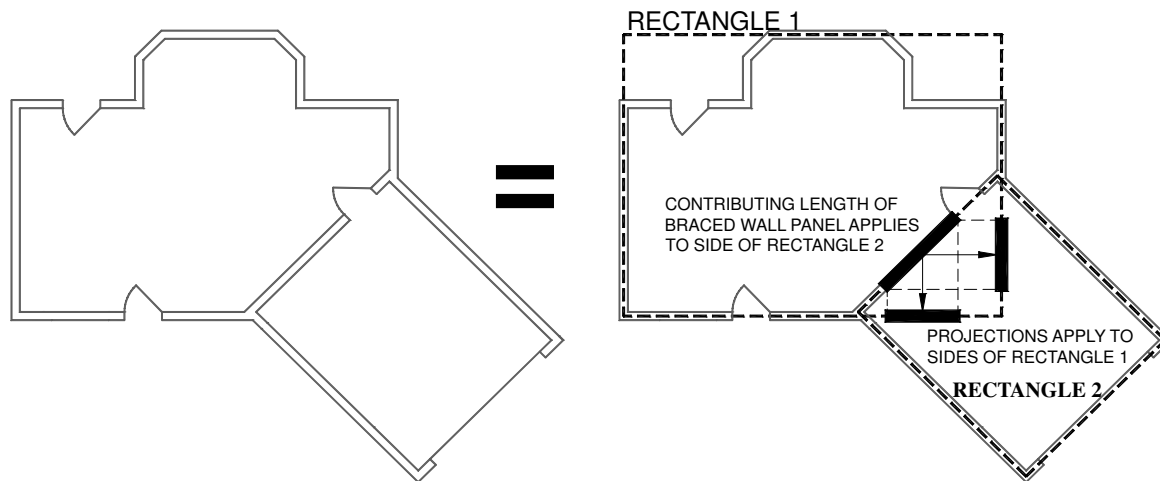 RECTANGLE 1
CONTRIBUTING LENGTH OF
BRACED WALL PANEL APPLIES
TO SIDE OF RECTANGLE 2
PROJECTIONS APPLY TO
SIDES OF RECTANGLE 1
RECTANGLE 2